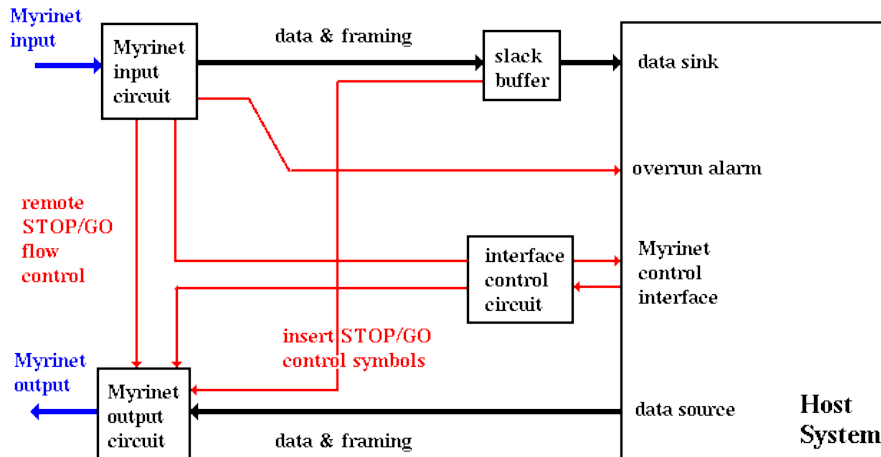 Myrinet
input
Myrinet
input
circuit
data & framing
slack
buffer
data sink
overrun alarm
remote
STOP/GO
flow
control
interface
control
circuit
Myrinet
control
interface
insert STOP/GO
control symbols
Myrinet
output
Myrinet
output
circuit
data & framing
data source
Host
System